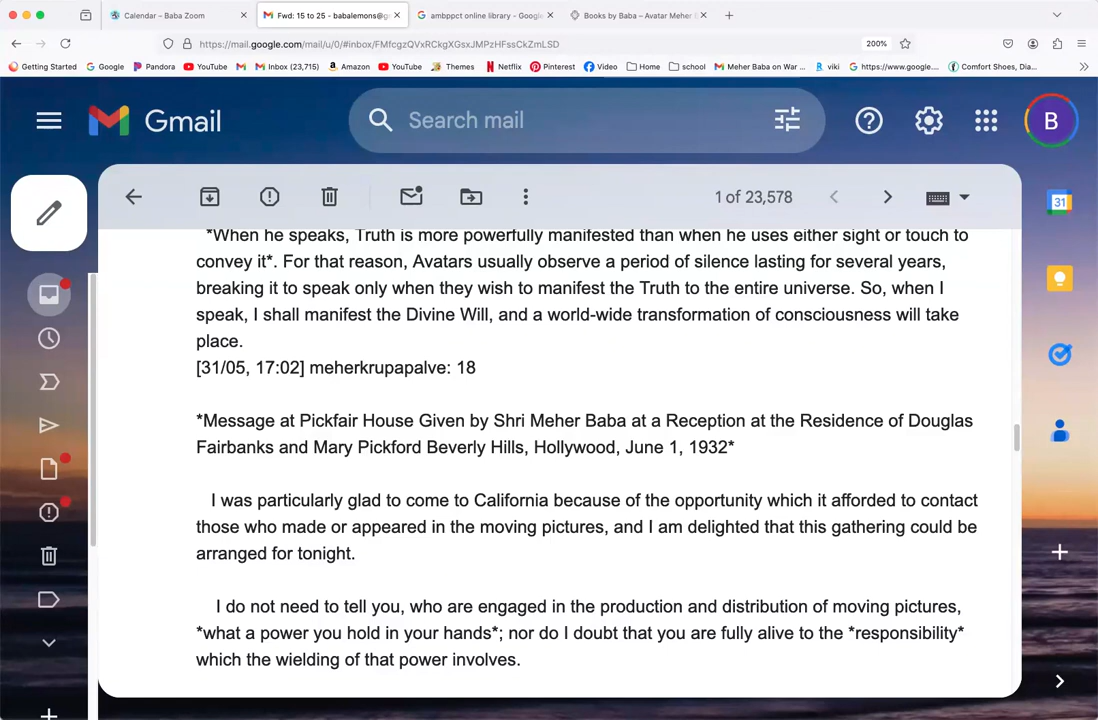 Calendar – Baba Zoom
Fwd: 15 to 25 - babalemons@g
ambppct online library - Google
Books by Baba – Avatar Meher B
https://mail.google.com/mail/u/0/#inbox/FMfcgzQVxRCkgXGsxJMPzHFssCkZmLSD
200%
Getting Started Google Pandora YouTube Inbox (23,715) Amazon YouTube Themes Netflix Pinterest Video Home school Meher Baba on War ... viki https://www.google.... Comfort Shoes, Dia...
Gmail
Search mail
B
1 of 23,578
31
*When he speaks, Truth is more powerfully manifested than when he uses either sight or touch to
convey it*. For that reason, Avatars usually observe a period of silence lasting for several years,
breaking it to speak only when they wish to manifest the Truth to the entire universe. So, when I
speak, I shall manifest the Divine Will, and a world-wide transformation of consciousness will take
place.
[31/05, 17:02] meherkrupapalve: 18
*Message at Pickfair House Given by Shri Meher Baba at a Reception at the Residence of Douglas
Fairbanks and Mary Pickford Beverly Hills, Hollywood, June 1, 1932*
I was particularly glad to come to California because of the opportunity which it afforded to contact
those who made or appeared in the moving pictures, and I am delighted that this gathering could be
arranged for tonight.
I do not need to tell you, who are engaged in the production and distribution of moving pictures,
*what a power you hold in your hands*; nor do I doubt that you are fully alive to the *responsibility*
which the wielding of that power involves.